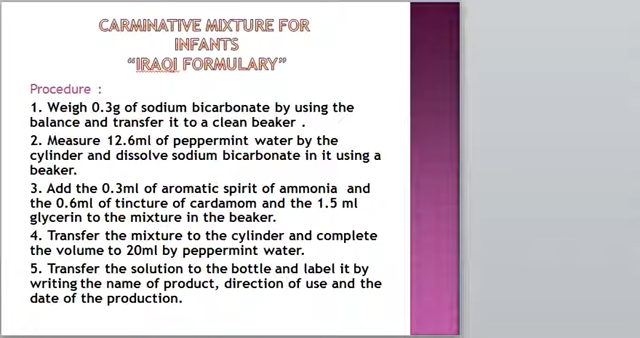 CARMINATIVE MIXTURE FOR
INFANTS
“IRAQI FORMULARY”
Procedure :
1. Weigh 0.3g of sodium bicarbonate by using the
balance and transfer it to a clean beaker .
2. Measure 12.6ml of peppermint water by the
cylinder and dissolve sodium bicarbonate in it using a
beaker.
3. Add the 0.3ml of aromatic spirit of ammonia and
the 0.6ml of tincture of cardamom and the 1.5 ml
glycerin to the mixture in the beaker.
4. Transfer the mixture to the cylinder and complete
the volume to 20ml by peppermint water.
5. Transfer the solution to the bottle and label it by
writing the name of product, direction of use and the
date of the production.